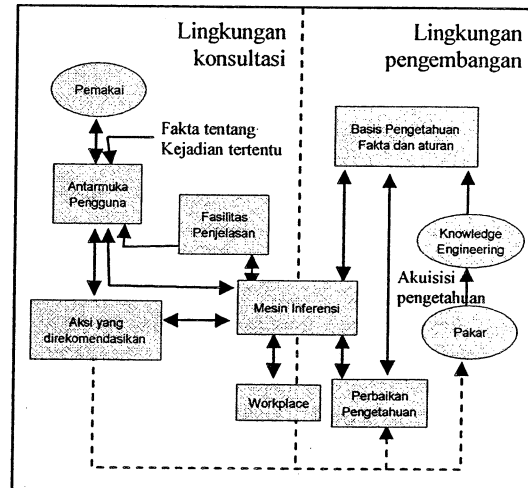 Lingkungan
konsultasi
Lingkungan
pengembangan
Pemakai
Fakta tentang
Kejadian tertentu
Basis Pengetahuan
Fakta dan aturan
Antarmuka
Pengguna
Fasilitas
Penjelasan
Knowledge
Engineering
Akuisisi
pengetahuan
Mesin Inferensi
Aksi yang
direkomendasikan
Pakar
Workplace
Perbaikan
Pengetahuan